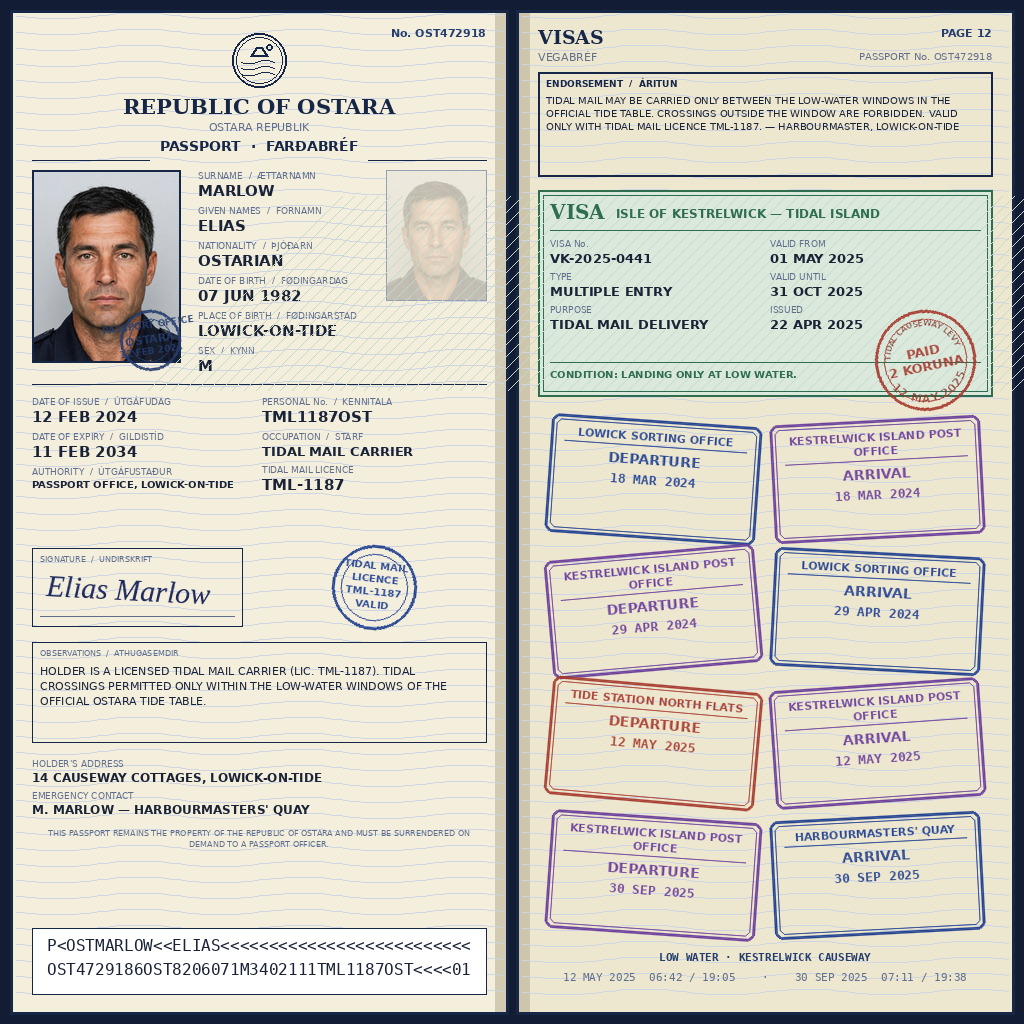 No. OST472918
REPUBLIC OF OSTARA
OSTARA REPUBLIK
PASSPORT · FARÐABRÉF
SURNAME / ÆTTARNAMN
MARLOW
GIVEN NAMES / FORNAMN
ELIAS
NATIONALITY / ÞJÓÐARN
OSTARIAN
DATE OF BIRTH / FØDINGARDAG
07 JUN 1982
PLACE OF BIRTH / FØDINGARSTAD
LOWICK-ON-TIDE
SEX / KYNN
M
OFFICE
OSTARA
FEB
DATE OF ISSUE / ÚTGÁFUDAG
12 FEB 2024
DATE OF EXPIRY / GILDISTÍÐ
11 FEB 2034
AUTHORITY / ÚTGÁFUSTAÐUR
PASSPORT OFFICE, LOWICK-ON-TIDE
PERSONAL No. / KENNITALA
TML1187OST
OCCUPATION / STARF
TIDAL MAIL CARRIER
TIDAL MAIL LICENCE
TML-1187
SIGNATURE / UNDIRSKRIFT
Elias Marlow
TIDAL MAIL
LICENCE
TML-1187
VALID
OBSERVATIONS / ATHUGASEMDIR
HOLDER IS A LICENSED TIDAL MAIL CARRIER (LIC. TML-1187). TIDAL
CROSSINGS PERMITTED ONLY WITHIN THE LOW-WATER WINDOWS OF THE
OFFICIAL OSTARA TIDE TABLE.
HOLDER'S ADDRESS
14 CAUSEWAY COTTAGES, LOWICK-ON-TIDE
EMERGENCY CONTACT
M. MARLOW — HARBOURMASTERS' QUAY
THIS PASSPORT REMAINS THE PROPERTY OF THE REPUBLIC OF OSTARA AND MUST BE SURRENDERED ON
DEMAND TO A PASSPORT OFFICER.
P<OSTMARLOW<<ELIAS<<<<<<<<<<<<<<<<<<<<<<<<<<
OST4729186OST8206071M3402111TML1187OST<<<<01
VISAS
VEGABRÉF
PAGE 12
PASSPORT No. OST472918
ENDORSEMENT / ÁRITUN
TIDAL MAIL MAY BE CARRIED ONLY BETWEEN THE LOW-WATER WINDOWS IN THE
OFFICIAL TIDE TABLE. CROSSINGS OUTSIDE THE WINDOW ARE FORBIDDEN. VALID
ONLY WITH TIDAL MAIL LICENCE TML-1187. — HARBOURMASTER, LOWICK-ON-TIDE
VISA ISLE OF KESTRELWICK — TIDAL ISLAND
VISA No.
VK-2025-0441
VALID FROM
01 MAY 2025
TYPE
MULTIPLE ENTRY
VALID UNTIL
31 OCT 2025
PURPOSE
TIDAL MAIL DELIVERY
ISSUED
22 APR 2025
CONDITION: LANDING ONLY AT LOW WATER.
TIDAL CAUSEWAY LEVY
PAID
2 KORUNA
12 MAY 2025
LOWICK SORTING OFFICE
DEPARTURE
18 MAR 2024
KESTRELWICK ISLAND POST
OFFICE
ARRIVAL
18 MAR 2024
KESTRELWICK ISLAND POST
OFFICE
DEPARTURE
29 APR 2024
LOWICK SORTING OFFICE
ARRIVAL
29 APR 2024
TIDE STATION NORTH FLATS
DEPARTURE
12 MAY 2025
KESTRELWICK ISLAND POST
OFFICE
ARRIVAL
12 MAY 2025
KESTRELWICK ISLAND POST
OFFICE
DEPARTURE
30 SEP 2025
HARBOURMASTERS' QUAY
ARRIVAL
30 SEP 2025
LOW WATER · KESTRELWICK CAUSEWAY
12 MAY 2025 06:42 / 19:05 · 30 SEP 2025 07:11 / 19:38